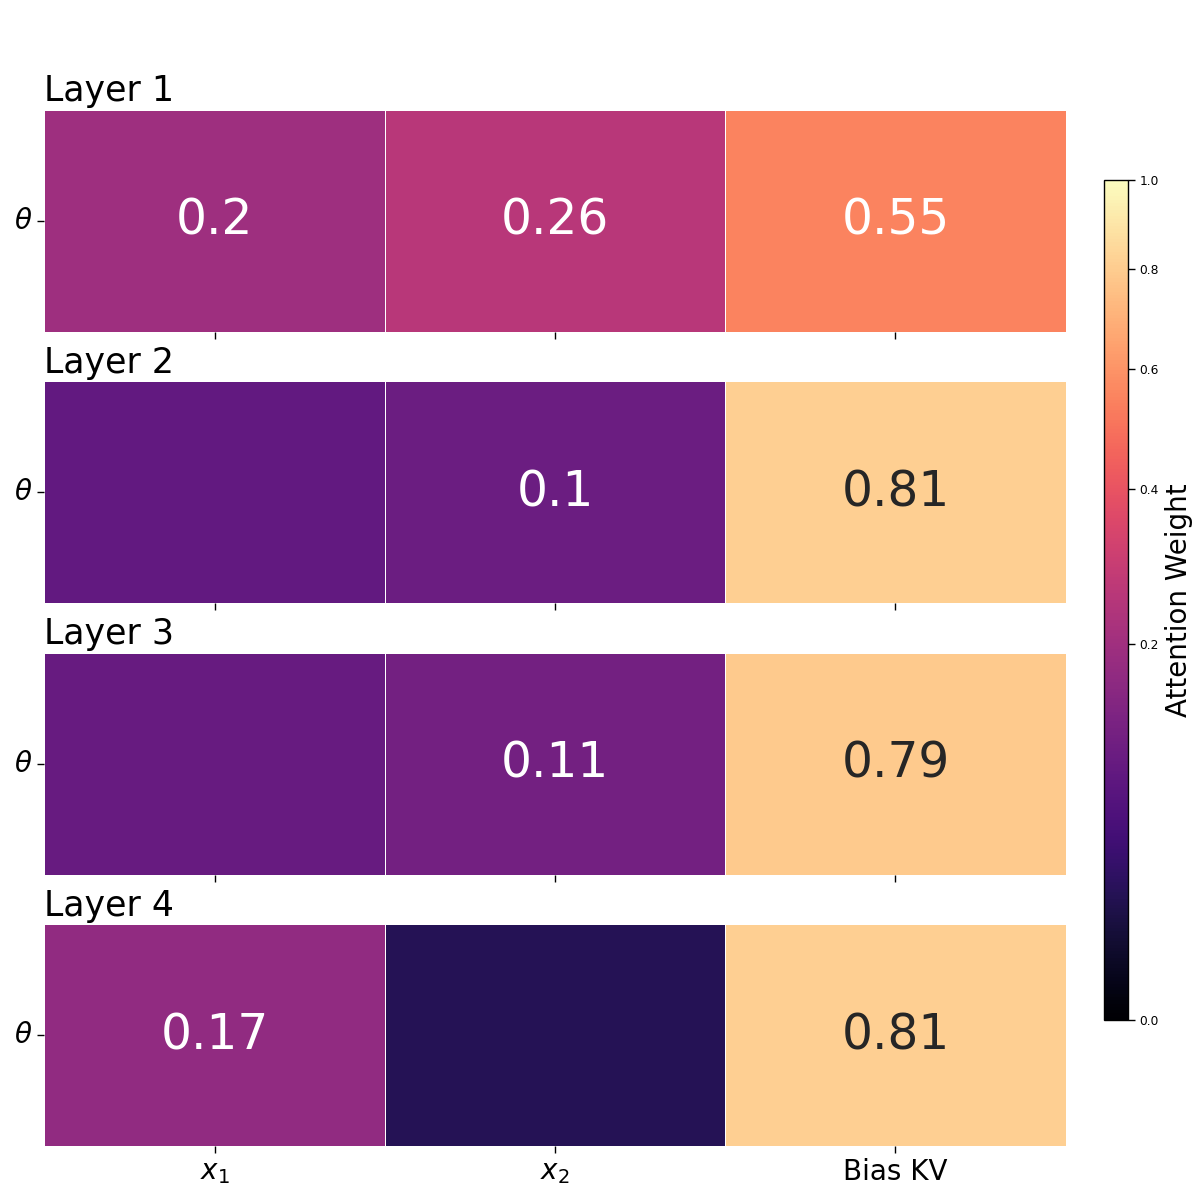 Layer 1
θ 0.2 0.26 0.55
Layer 2
θ 0.1 0.81
Layer 3
θ 0.11 0.79
Layer 4
θ 0.17 0.81
x₁ x₂ Bias KV
1.0
0.8
0.6
0.4
0.2
0.0
Attention Weight